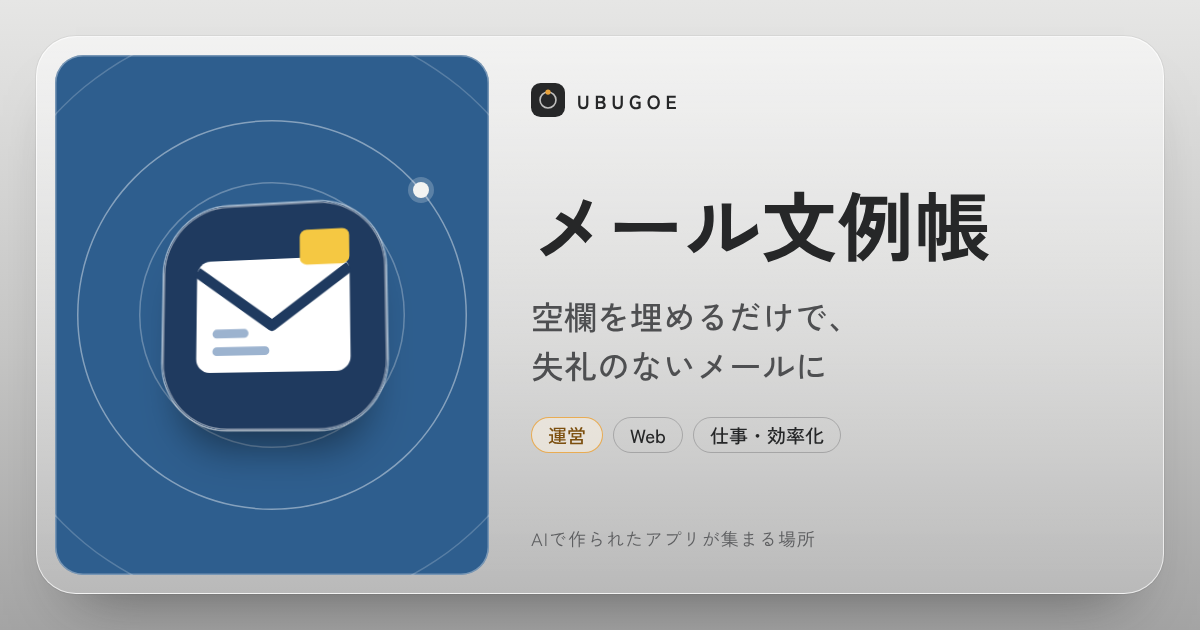 UBUGOE
メール文例帳
空欄を埋めるだけで、
失礼のないメールに
運営 Web 仕事・効率化
AIで作られたアプリが集まる場所